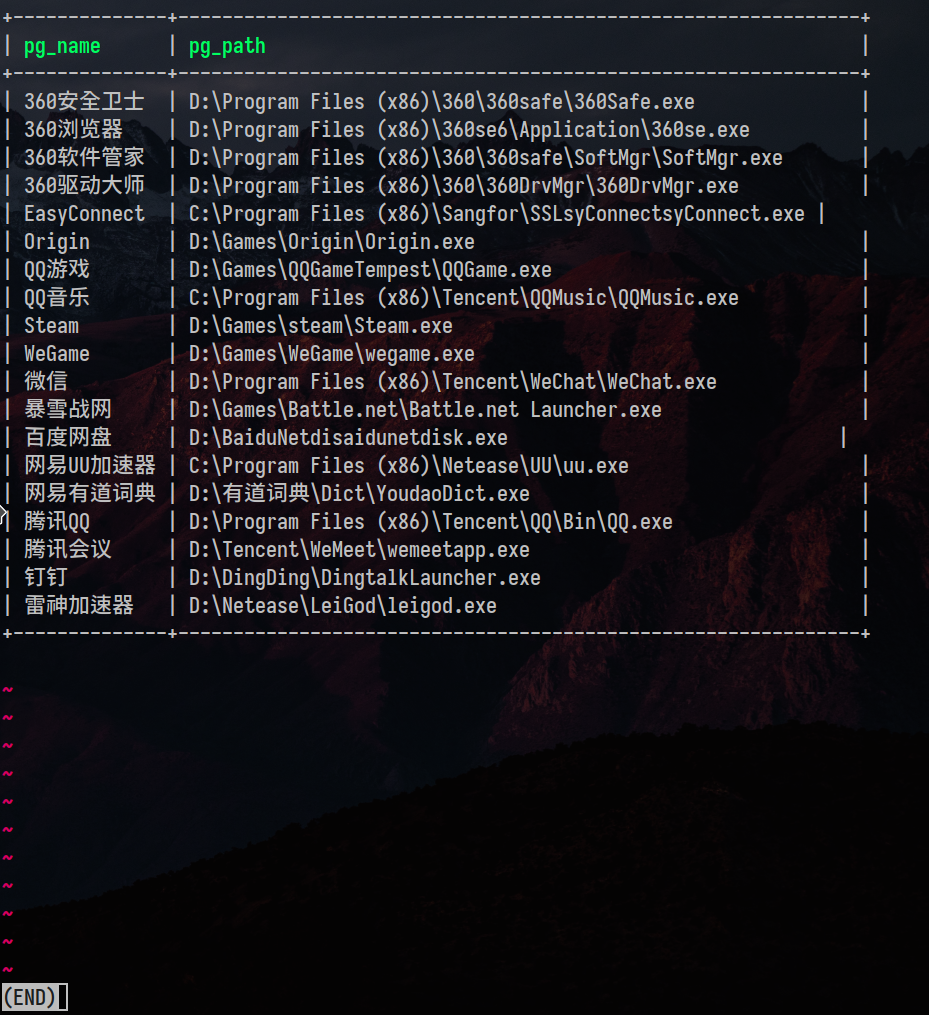 +--------------+--------------------------------------------------------------+
| pg_name      | pg_path                                                      |
+--------------+--------------------------------------------------------------+
| 360安全卫士  | D:\Program Files (x86)\360\360safe\360Safe.exe               |
| 360浏览器    | D:\Program Files (x86)\360se6\Application\360se.exe          |
| 360软件管家  | D:\Program Files (x86)\360\360safe\SoftMgr\SoftMgr.exe       |
| 360驱动大师  | D:\Program Files (x86)\360\360DrvMgr\360DrvMgr.exe           |
| EasyConnect  | C:\Program Files (x86)\Sangfor\SSLsyConnectsyConnect.exe |
| Origin       | D:\Games\Origin\Origin.exe                                   |
| QQ游戏       | D:\Games\QQGameTempest\QQGame.exe                            |
| QQ音乐       | C:\Program Files (x86)\Tencent\QQMusic\QQMusic.exe           |
| Steam        | D:\Games\steam\Steam.exe                                     |
| WeGame       | D:\Games\WeGame\wegame.exe                                   |
| 微信         | D:\Program Files (x86)\Tencent\WeChat\WeChat.exe             |
| 暴雪战网     | D:\Games\Battle.net\Battle.net Launcher.exe                  |
| 百度网盘     | D:\BaiduNetdisaidunetdisk.exe                              |
| 网易UU加速器 | C:\Program Files (x86)\Netease\UU\uu.exe                     |
| 网易有道词典 | D:\有道词典\Dict\YoudaoDict.exe                              |
| 腾讯QQ       | D:\Program Files (x86)\Tencent\QQ\Bin\QQ.exe                 |
| 腾讯会议     | D:\Tencent\WeMeet\wemeetapp.exe                              |
| 钉钉         | D:\DingDing\DingtalkLauncher.exe                             |
| 雷神加速器   | D:\Netease\LeiGod\leigod.exe                                 |
+--------------+--------------------------------------------------------------+
~
~
~
~
~
~
~
~
~
~
~
(END)